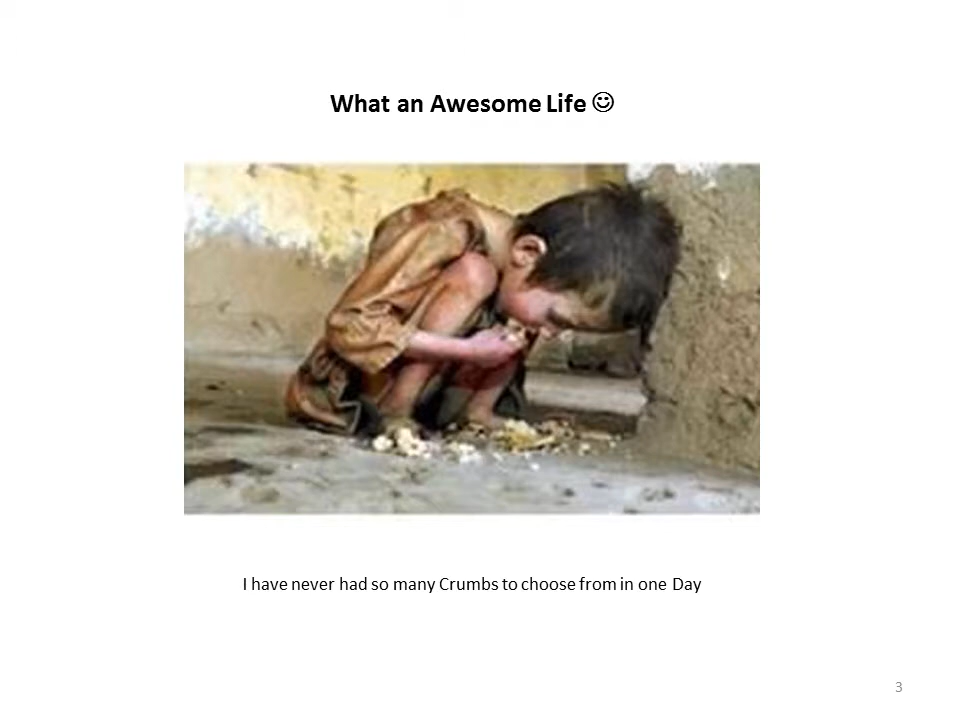 What an Awesome Life ☺
I have never had so many Crumbs to choose from in one Day
3